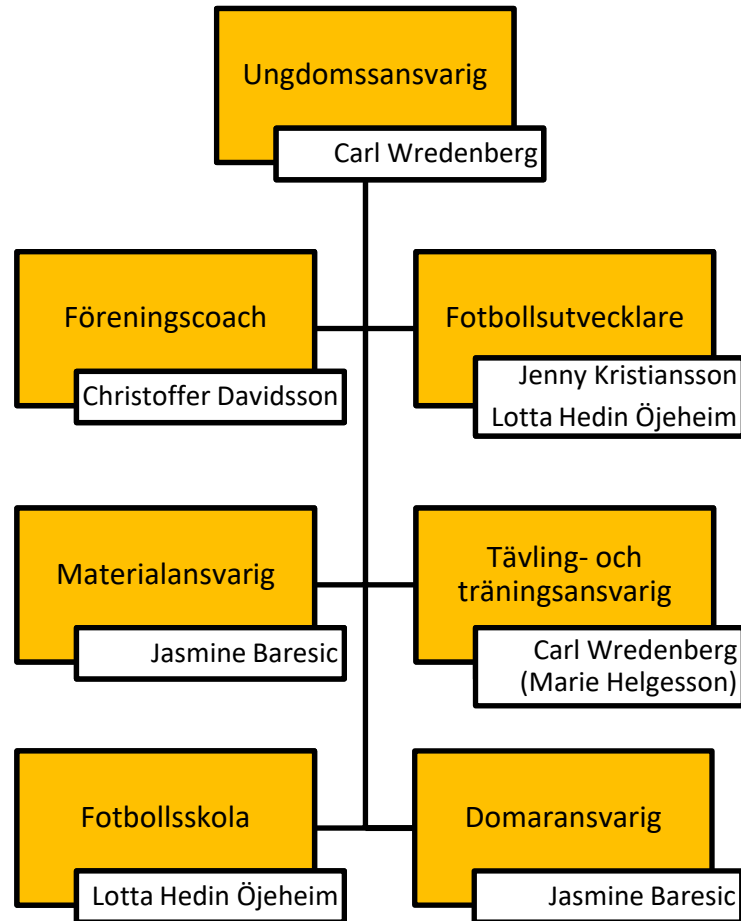 Ungdomssansvarig
Carl Wredenberg
Föreningscoach
Christoffer Davidsson
Fotbollsutvecklare
Jenny Kristiansson
Lotta Hedin Öjeheim
Materialansvarig
Jasmine Baresic
Tävling- och
träningsansvarig
Carl Wredenberg
(Marie Helgesson)
Fotbollsskola
Lotta Hedin Öjeheim
Domaransvarig
Jasmine Baresic